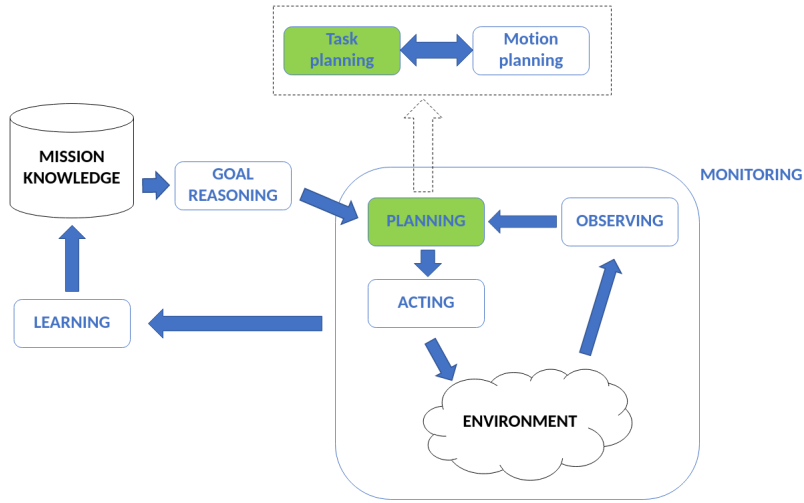 Task
planning
Motion
planning
MISSION
KNOWLEDGE
GOAL
REASONING
MONITORING
PLANNING
OBSERVING
ACTING
LEARNING
ENVIRONMENT